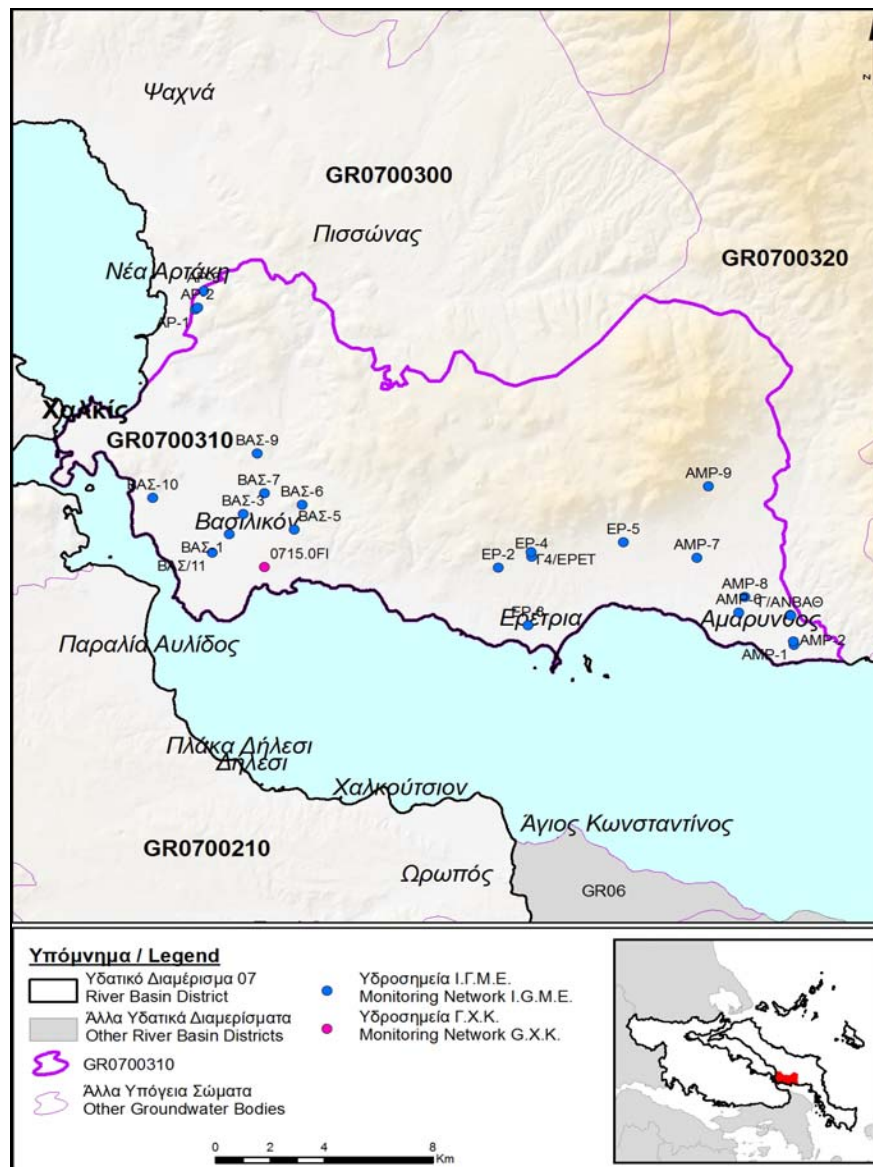 Ψαχνά
Z
GR0700300
Πισσώνας
GR0700320
Νέα Αρτάκη
ΑΡ-2
ΑΡ-1
Χαλκίς
GR0700310
ΒΑΣ-9
ΒΑΣ-7
ΒΑΣ-10
ΒΑΣ-6
ΒΑΣ-3
Βασιλικόν
ΒΑΣ-5
ΒΑΣ-1
ΒΑΣ/11
0715.0FI
ΑΜΡ-9
ΕΡ-5
ΕΡ-4
ΕΡ-2
Γ4/ΕΡΕΤ
ΑΜΡ-7
ΑΜΡ-8
ΑΜΡ-6
Γ/ΑΝΒΑΘ
Ερέτρια
Αμάρυνθος
ΑΜΡ-2
ΑΜΡ-1
Παραλία Αυλίδος
Πλάκα Δήλεσι
Δήλεσι
Χαλκούτσιον
Άγιος Κωνσταντίνος
GR0700210
Ωρωπός
GR06
Υπόμνημα / Legend
Υδατικό Διαμέρισμα 07
River Basin District
Άλλα Υδατικά Διαμερίσματα
Other River Basin Districts
GR0700310
Άλλα Υπόγεια Σώματα
Other Groundwater Bodies
Υδροσημεία Ι.Γ.Μ.Ε.
Monitoring Network I.G.M.E.
Υδροσημεία Γ.Χ.Κ.
Monitoring Network G.X.K.
0 2 4 8
Km